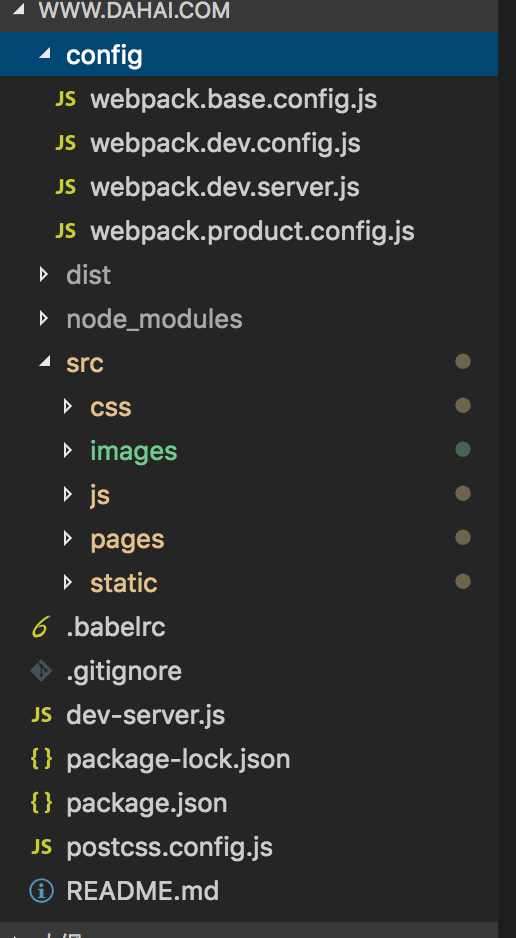 WWW.DAHAI.COM
config
JS webpack.base.config.js
JS webpack.dev.config.js
JS webpack.dev.server.js
JS webpack.product.config.js
dist
node_modules
src
css
images
js
pages
static
6 .babelrc
.gitignore
JS dev-server.js
{} package-lock.json
{} package.json
JS postcss.config.js
README.md